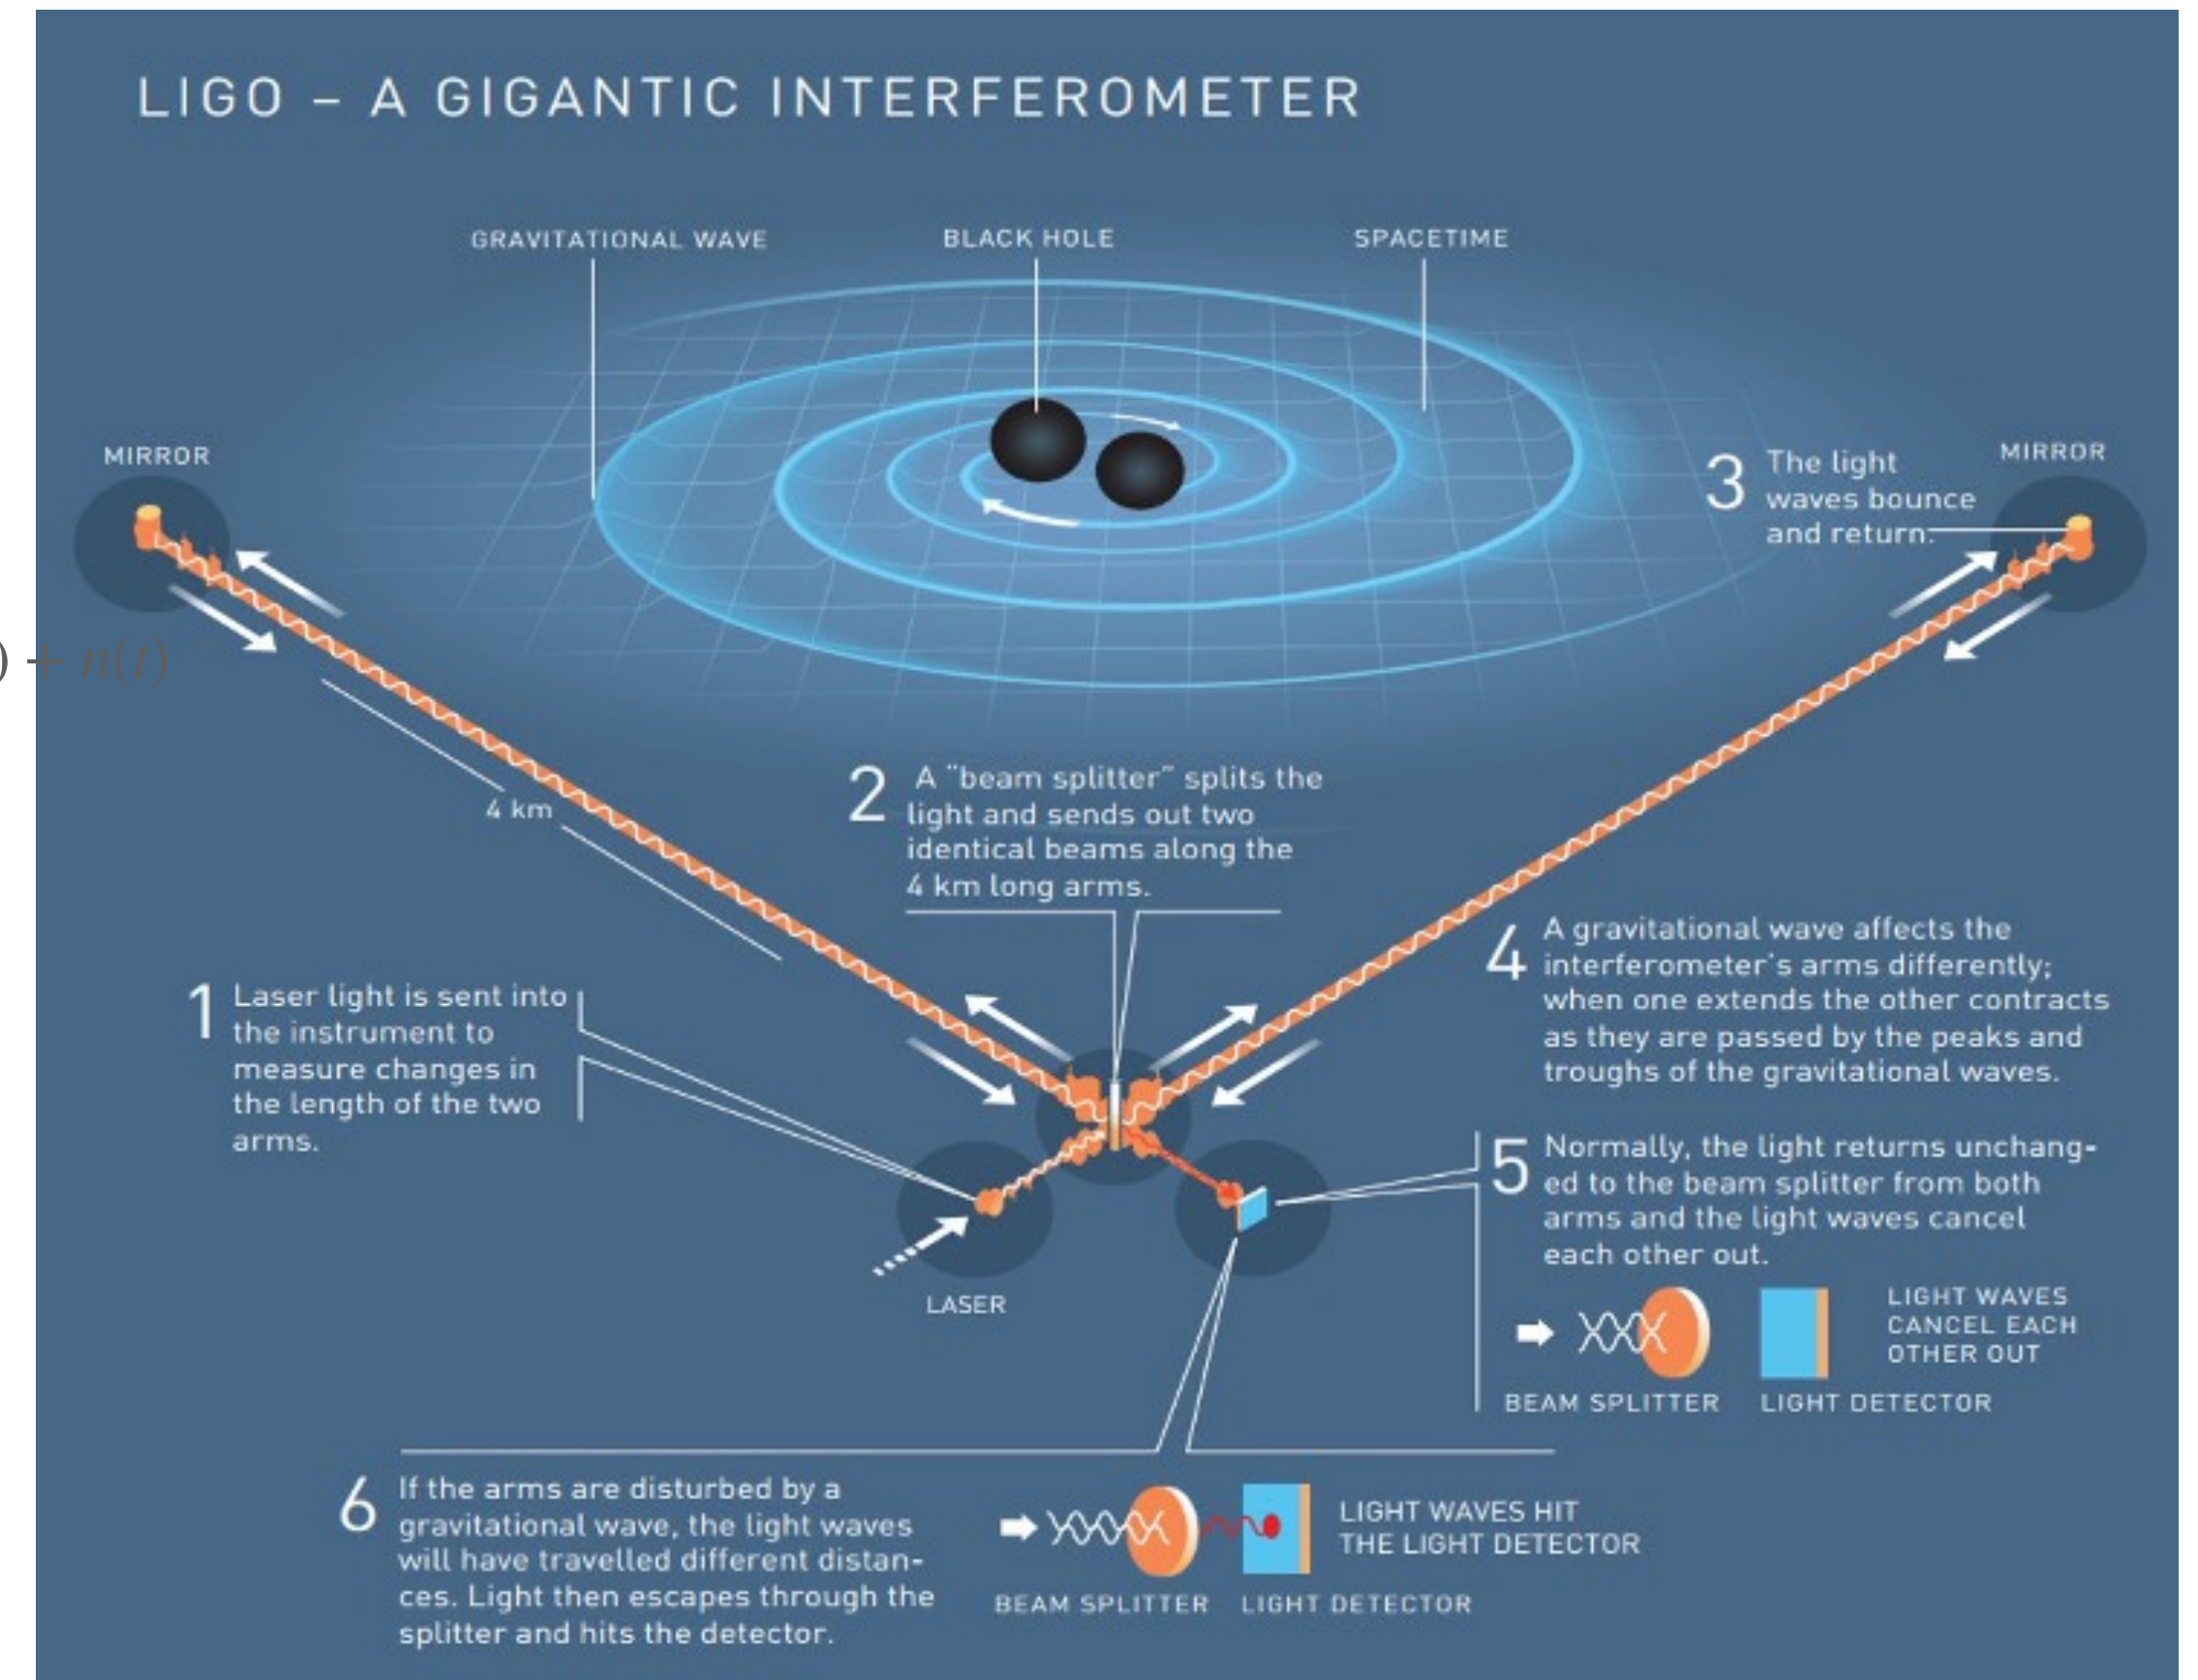 LIGO – A GIGANTIC INTERFEROMETER
GRAVITATIONAL WAVE
BLACK HOLE
SPACETIME
MIRROR
3 The light
waves bounce
and return.
MIRROR
) + n(t)
4 km
2 A “beam splitter” splits the
light and sends out two
identical beams along the
4 km long arms.
1 Laser light is sent into
the instrument to
measure changes in
the length of the two
arms.
4 A gravitational wave affects the
interferometer's arms differently;
when one extends the other contracts
as they are passed by the peaks and
troughs of the gravitational waves.
5 Normally, the light returns unchang-
ed to the beam splitter from both
arms and the light waves cancel
each other out.
LASER
LIGHT WAVES
CANCEL EACH
OTHER OUT
BEAM SPLITTER
LIGHT DETECTOR
6 If the arms are disturbed by a
gravitational wave, the light waves
will have travelled different distan-
ces. Light then escapes through the
splitter and hits the detector.
LIGHT WAVES HIT
THE LIGHT DETECTOR
BEAM SPLITTER
LIGHT DETECTOR